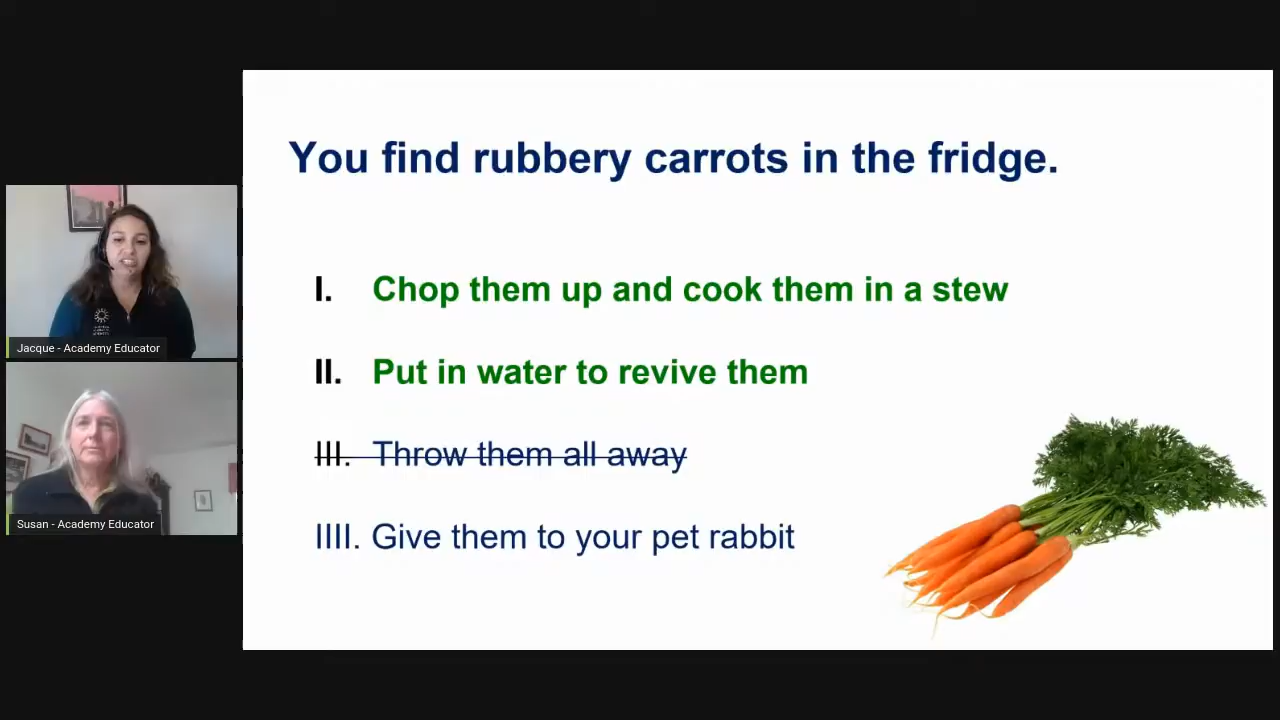 You find rubbery carrots in the fridge.
I. Chop them up and cook them in a stew
II. Put in water to revive them
III. Throw them all away
IIII. Give them to your pet rabbit
Jacque - Academy Educator
Susan - Academy Educator